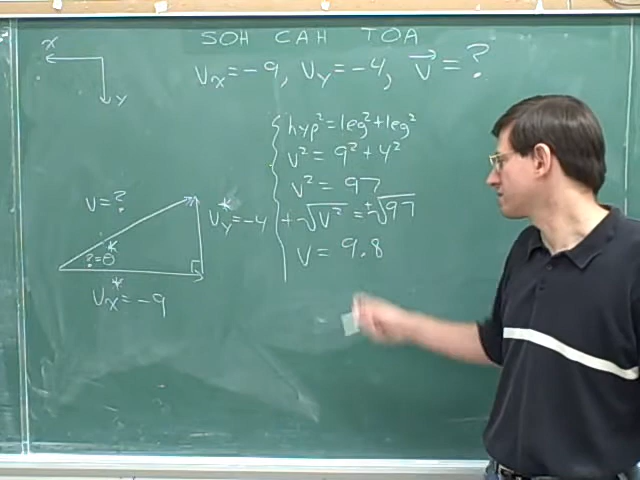 SOH CAH TOA
Vx=-9, Vy=-4, V⃗=?
x
y
hyp²=leg²+leg²
V²=9²+4²
V²=97
+√V²=±√97
V=9.8
V=?
*
Vy=-4
*
?=θ
*
Vx=-9